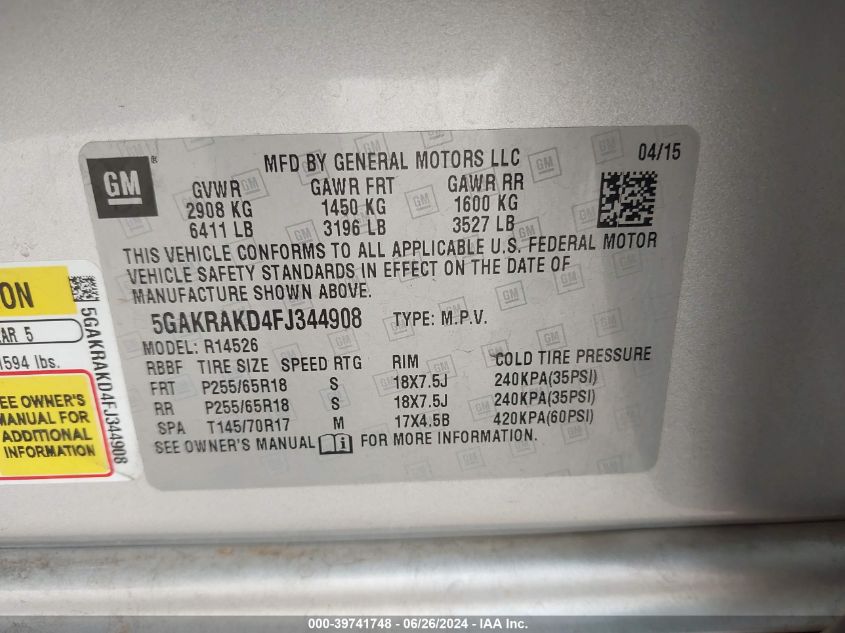 GM
®
MFD BY GENERAL MOTORS LLC
04/15
GVWR GAWR FRT GAWR RR
2908 KG 1450 KG 1600 KG
6411 LB 3196 LB 3527 LB
THIS VEHICLE CONFORMS TO ALL APPLICABLE U.S. FEDERAL MOTOR
VEHICLE SAFETY STANDARDS IN EFFECT ON THE DATE OF
MANUFACTURE SHOWN ABOVE.
5GAKRAKD4FJ344908 TYPE: M.P.V.
MODEL: R14526
RBBF TIRE SIZE SPEED RTG RIM COLD TIRE PRESSURE
FRT P255/65R18 S 18X7.5J 240KPA(35PSI)
RR P255/65R18 S 18X7.5J 240KPA(35PSI)
SPA T145/70R17 M 17X4.5B 420KPA(60PSI)
SEE OWNER'S MANUAL i FOR MORE INFORMATION.
ON
AR 5
1594 lbs.
EE OWNER'S
MANUAL FOR
ADDITIONAL
INFORMATION
5GAKRAKD4FJ344908
000-39741748 - 06/26/2024 - IAA Inc.